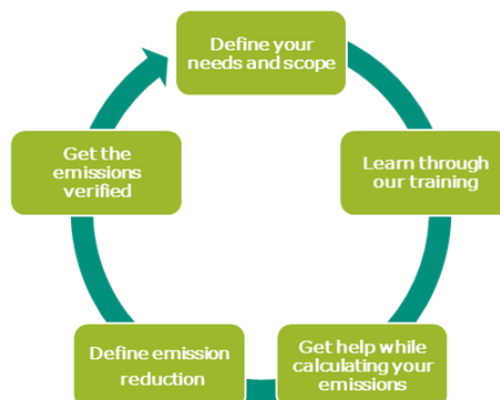 Define your
needs and scope
Learn through
our training
Get help while
calculating your
emissions
Define emission
reduction
Get the
emissions
verified